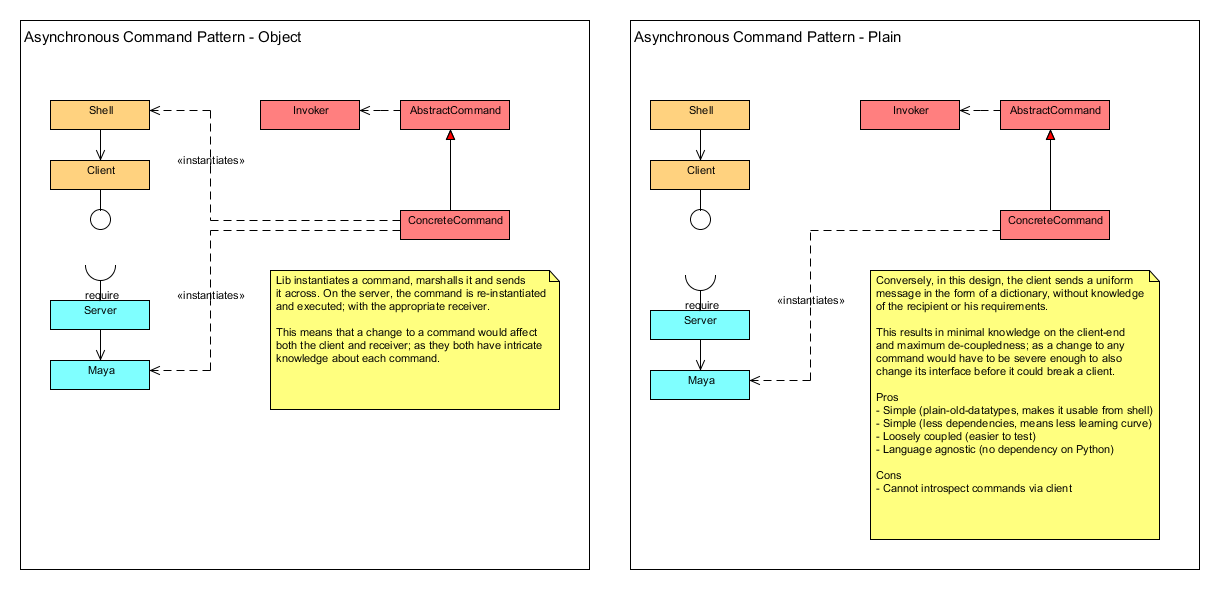 Asynchronous Command Pattern - Object
Shell
Invoker
AbstractCommand
«instantiates»
Client
ConcreteCommand
require
Server
«instantiates»
Maya
Lib instantiates a command, marshalls it and sends
it across. On the server, the command is re-instantiated
and executed; with the appropriate receiver.
This means that a change to a command would affect
both the client and receiver; as they both have intricate
knowledge about each command.
Asynchronous Command Pattern - Plain
Shell
Invoker
AbstractCommand
Client
ConcreteCommand
require
Server
«instantiates»
Maya
Conversely, in this design, the client sends a uniform
message in the form of a dictionary, without knowledge
of the recipient or his requirements.
This results in minimal knowledge on the client-end
and maximum de-coupledness; as a change to any
command would have to be severe enough to also
change its interface before it could break a client.
Pros
- Simple (plain-old-datatypes, makes it usable from shell)
- Simple (less dependencies, means less learning curve)
- Loosely coupled (easier to test)
- Language agnostic (no dependency on Python)
Cons
- Cannot introspect commands via client